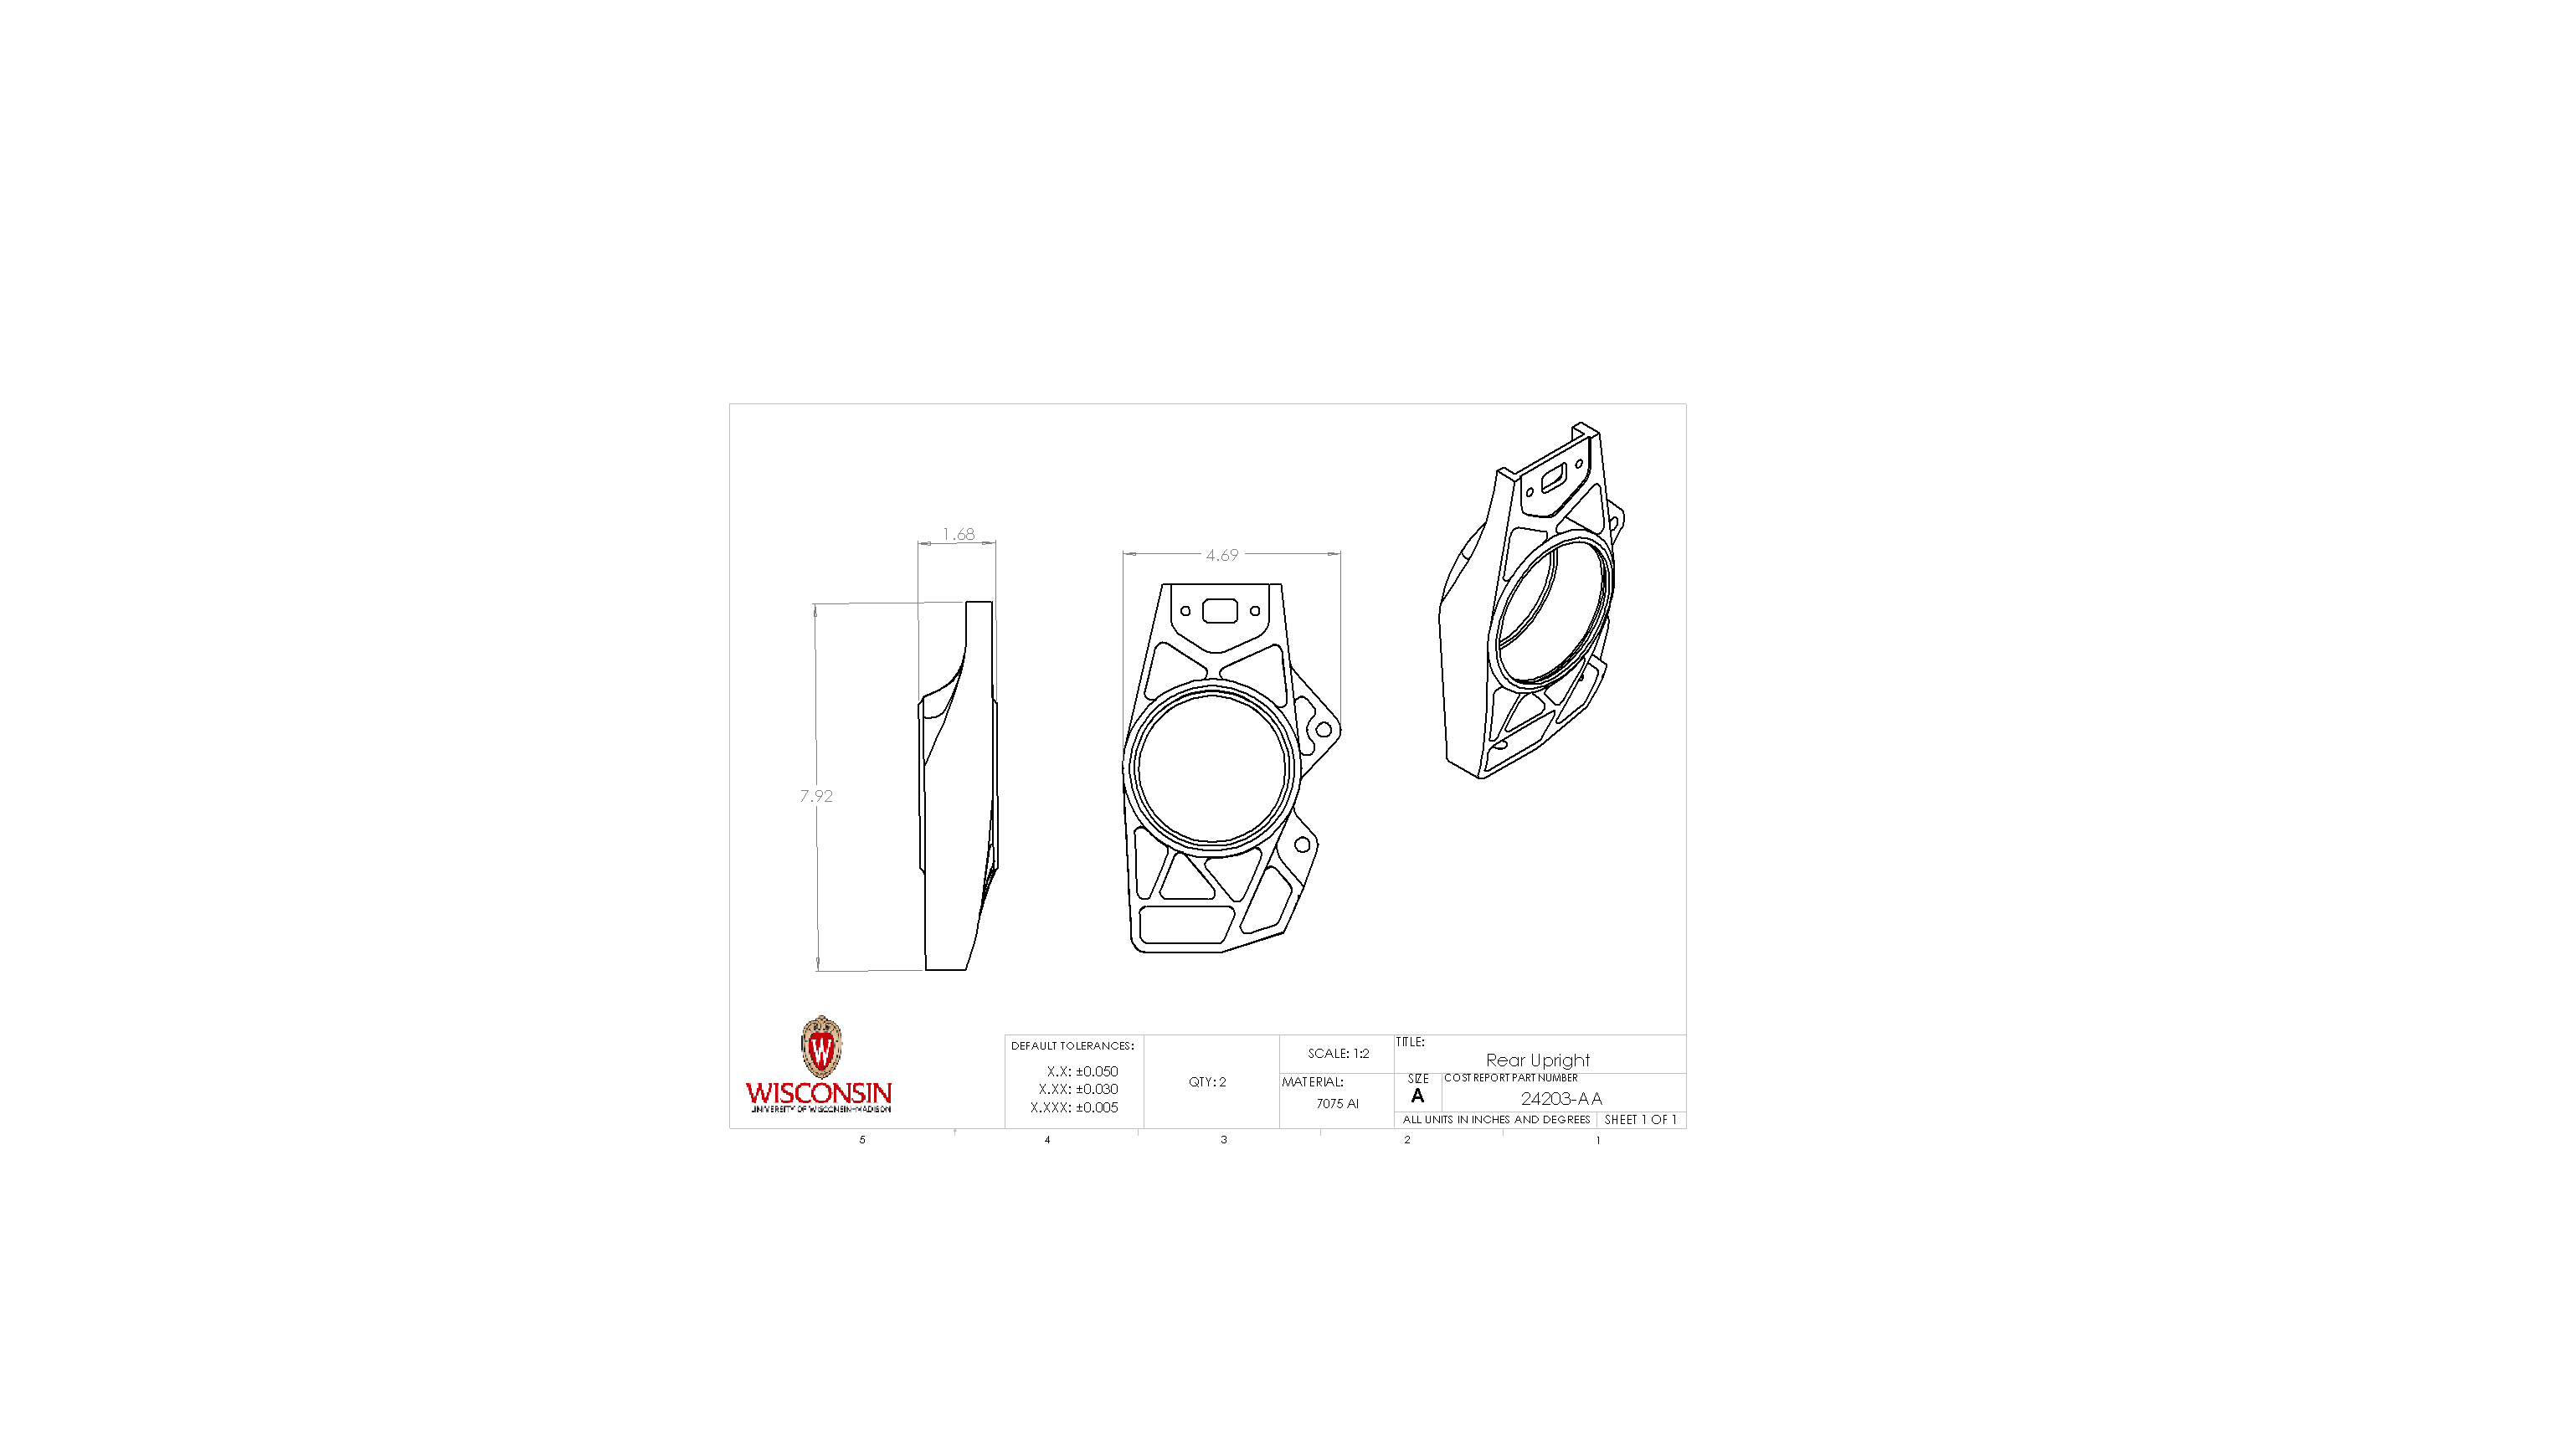 1.68
4.69
7.92
W
WISCONSIN
UNIVERSITY OF WISCONSIN-MADISON
DEFAULT TOLERANCES:
X.X: ±0.050
X.XX: ±0.030
X.XXX: ±0.005
QTY: 2
SCALE: 1:2
MATERIAL:
7075 Al
TITLE:
Rear Upright
SIZE
A
COST REPORT PART NUMBER
24203-AA
ALL UNITS IN INCHES AND DEGREES
SHEET 1 OF 1
5 4 3 2 1